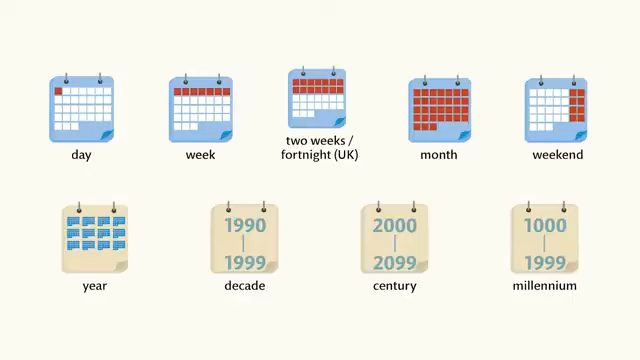 day
week
two weeks /
fortnight (UK)
month
weekend
1990
1999
2000
2099
1000
1999
year
decade
century
millennium